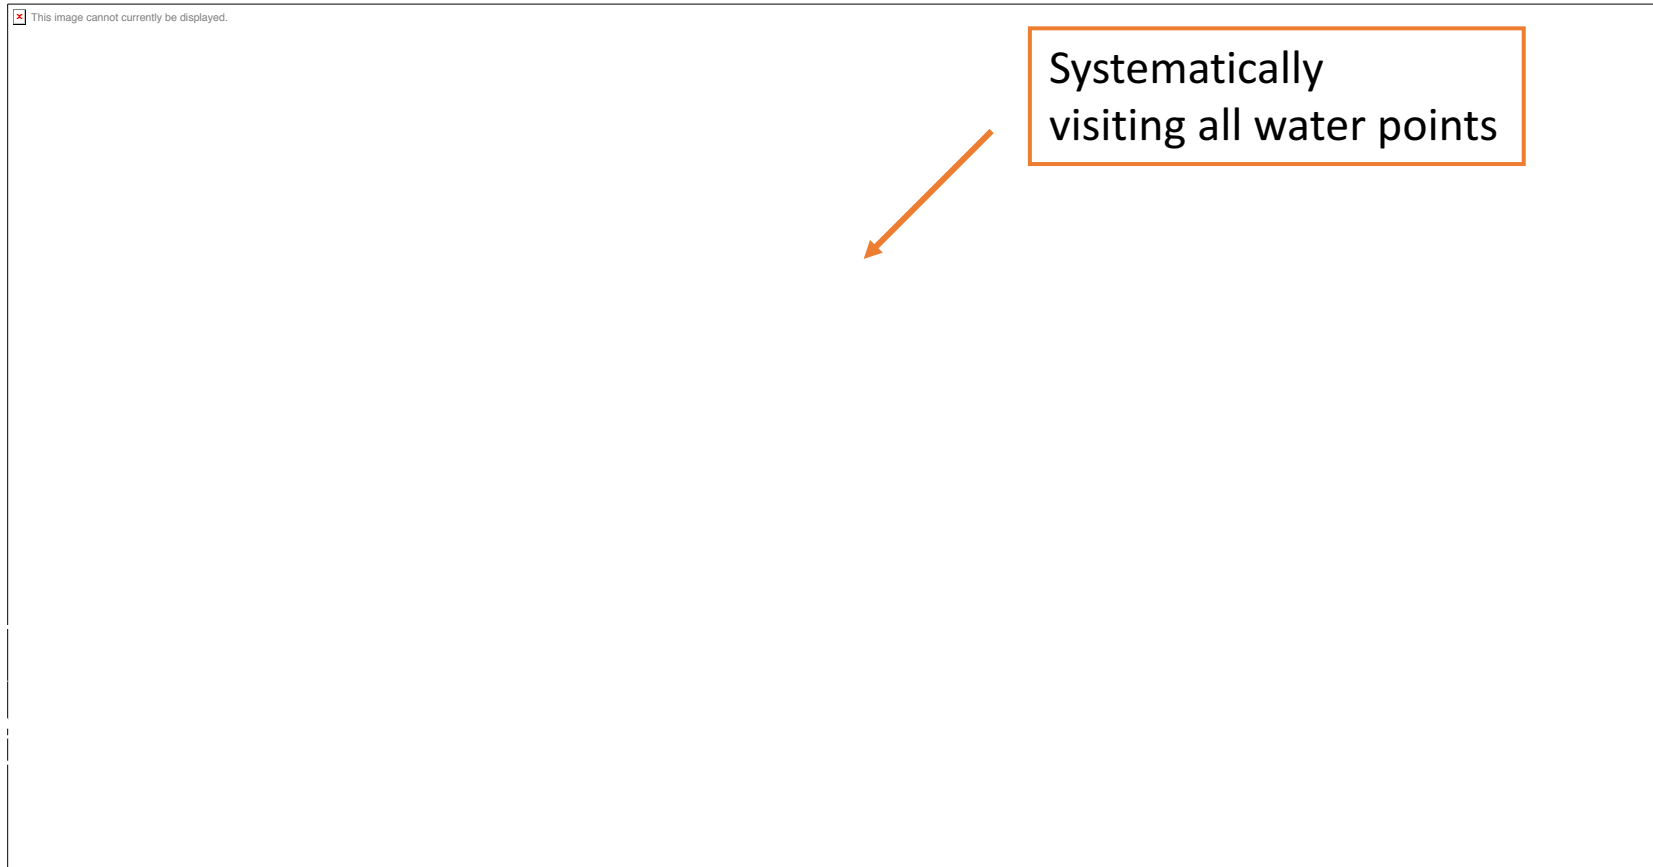 This image cannot currently be displayed.
Systematically
visiting all water points